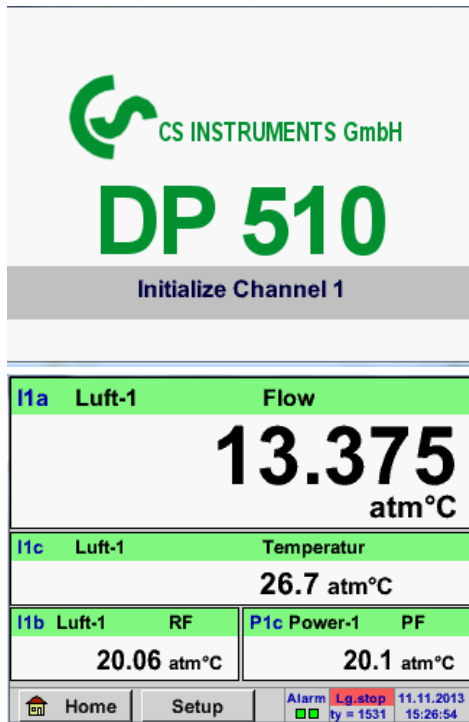 CS INSTRUMENTS GmbH
DP 510
Initialize Channel 1
I1a Luft-1 Flow
13.375
atm°C
I1c Luft-1 Temperatur
26.7 atm°C
I1b Luft-1 RF P1c Power-1 PF
20.06 atm°C 20.1 atm°C
Home Setup Alarm Lg.stop 11.11.2013
ty = 1531 15:26:54